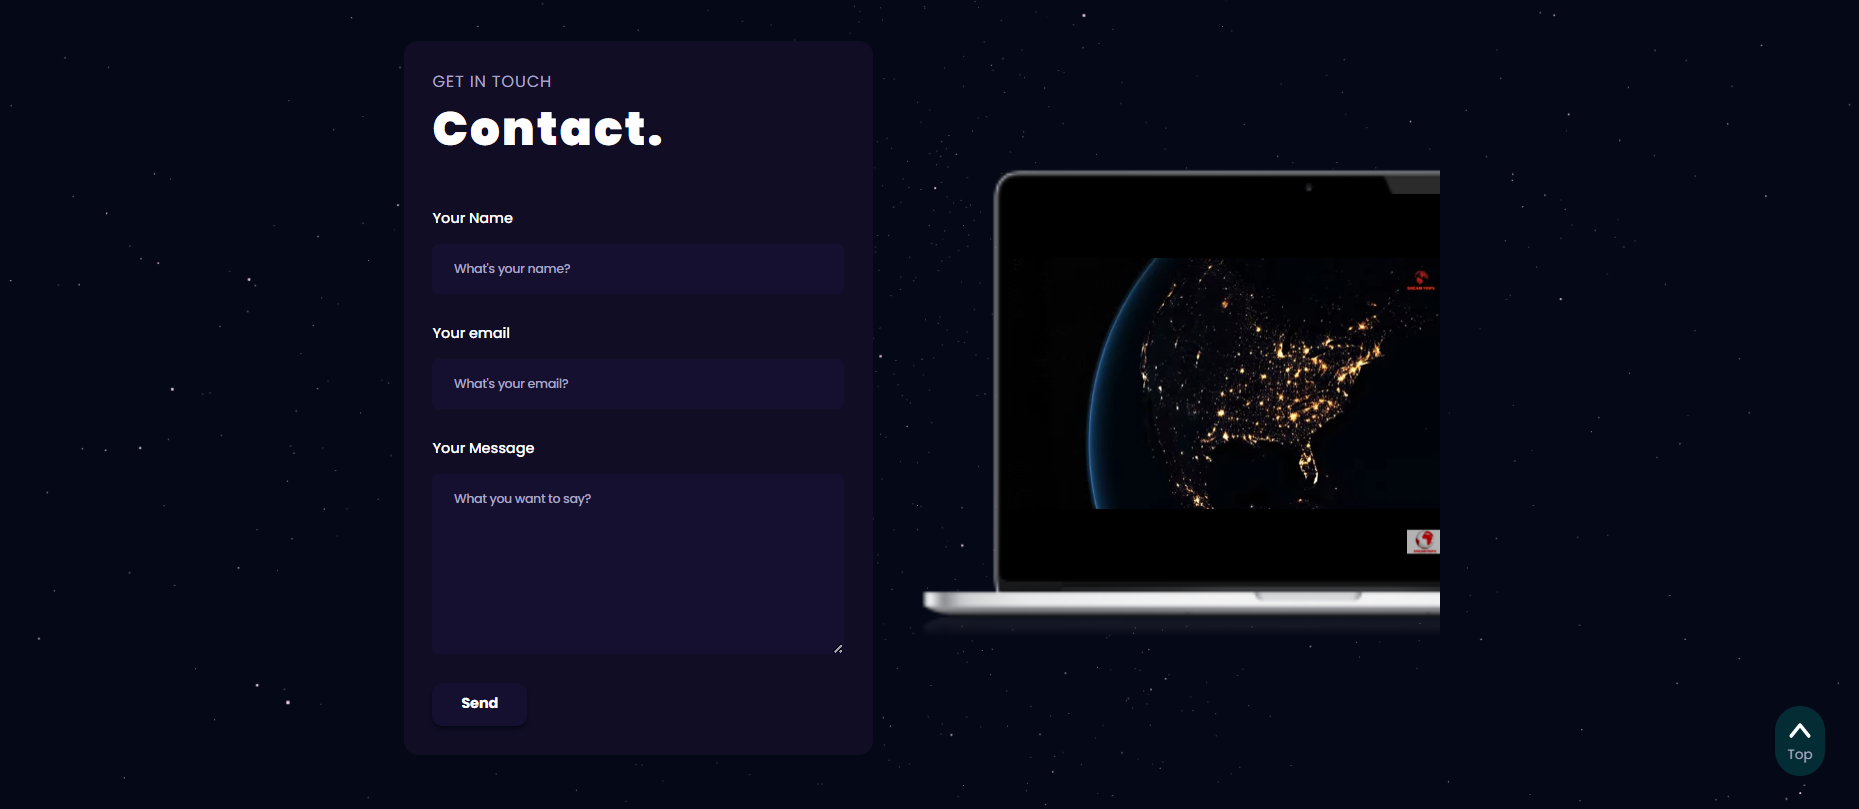 GET IN TOUCH
Contact.
Your Name
What's your name?
Your email
What's your email?
Your Message
What you want to say?
Send
Top